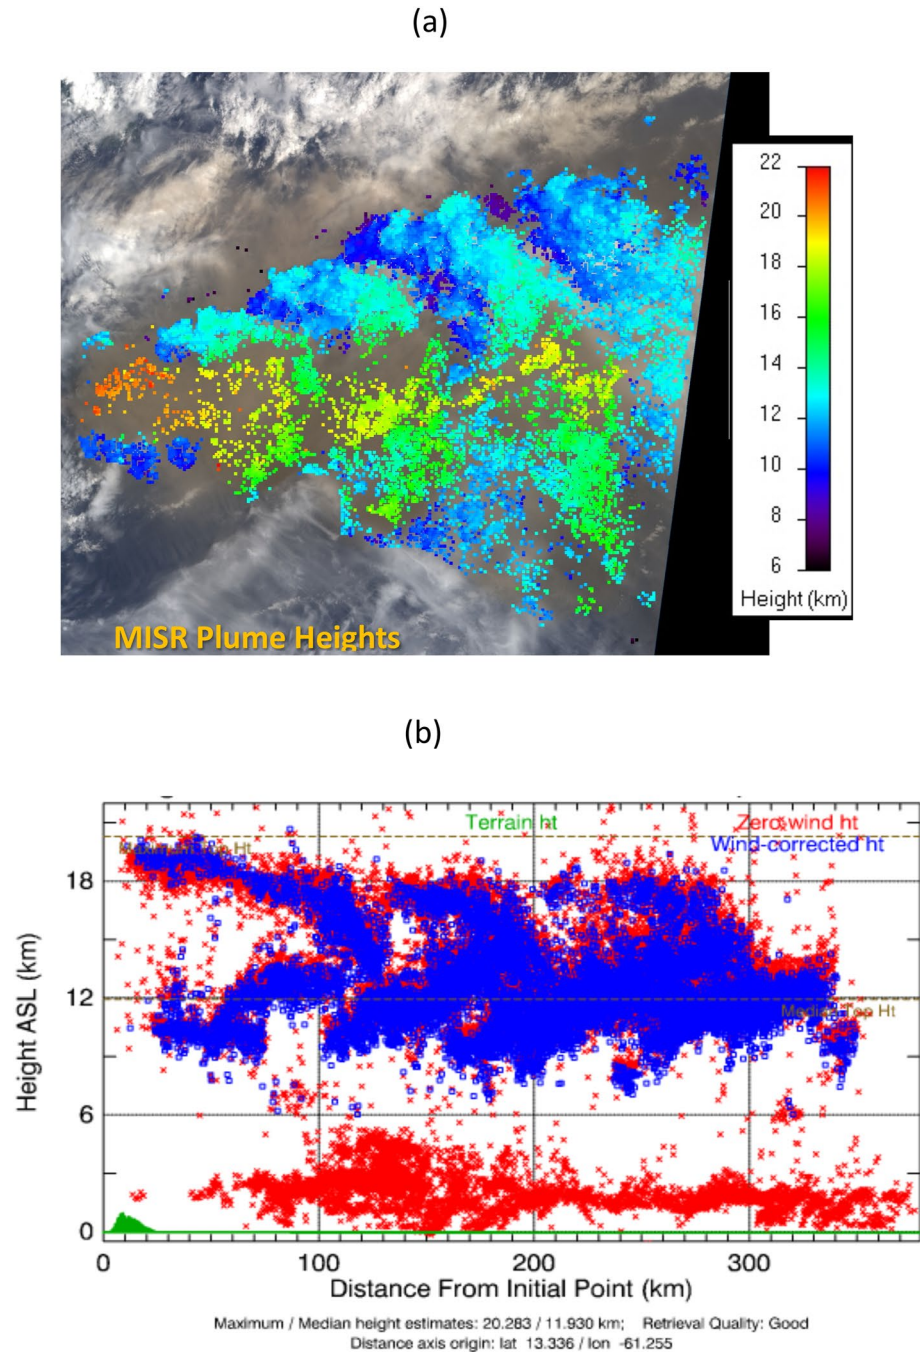 (a)
22
20
18
16
14
12
10
8
6
Height (km)
MISR Plume Heights
(b)
Terrain ht
Zero-wind ht
Wind-corrected ht
Top Ht
18
12
Median Top Ht
6
0
Height ASL (km)
0
100
200
300
Distance From Initial Point (km)
Maximum / Median height estimates: 20.283 / 11.930 km; Retrieval Quality: Good
Distance axis origin: lat 13.336 / lon -61.255